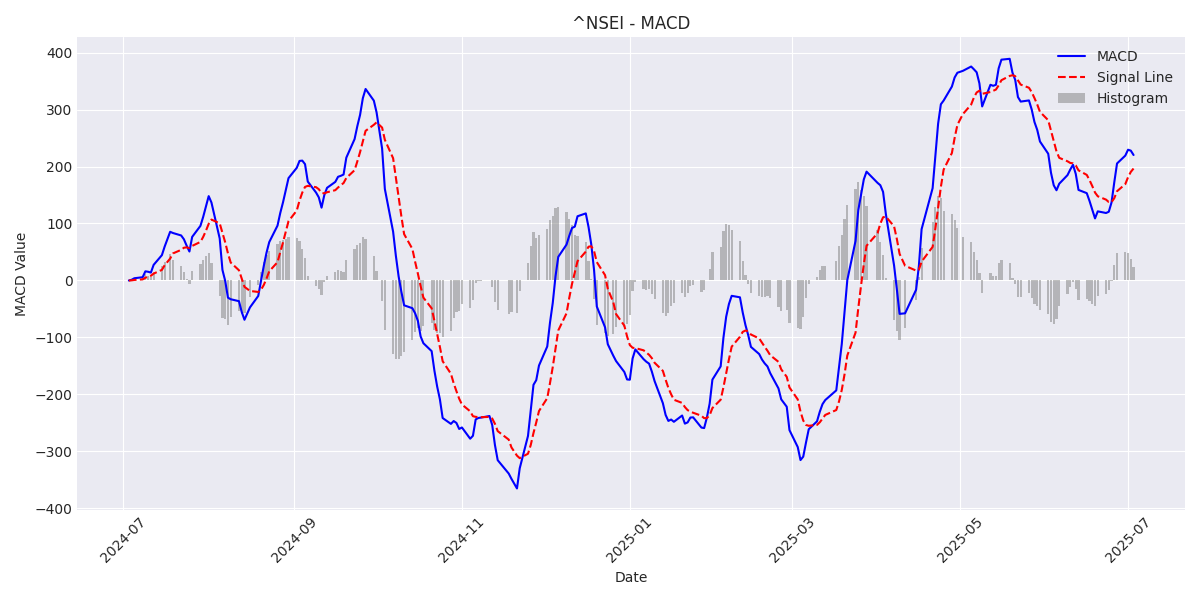 ^NSEI - MACD
MACD Value
400
300
200
100
0
−100
−200
−300
−400
MACD
Signal Line
Histogram
2024-07
2024-09
2024-11
2025-01
2025-03
2025-05
2025-07
Date